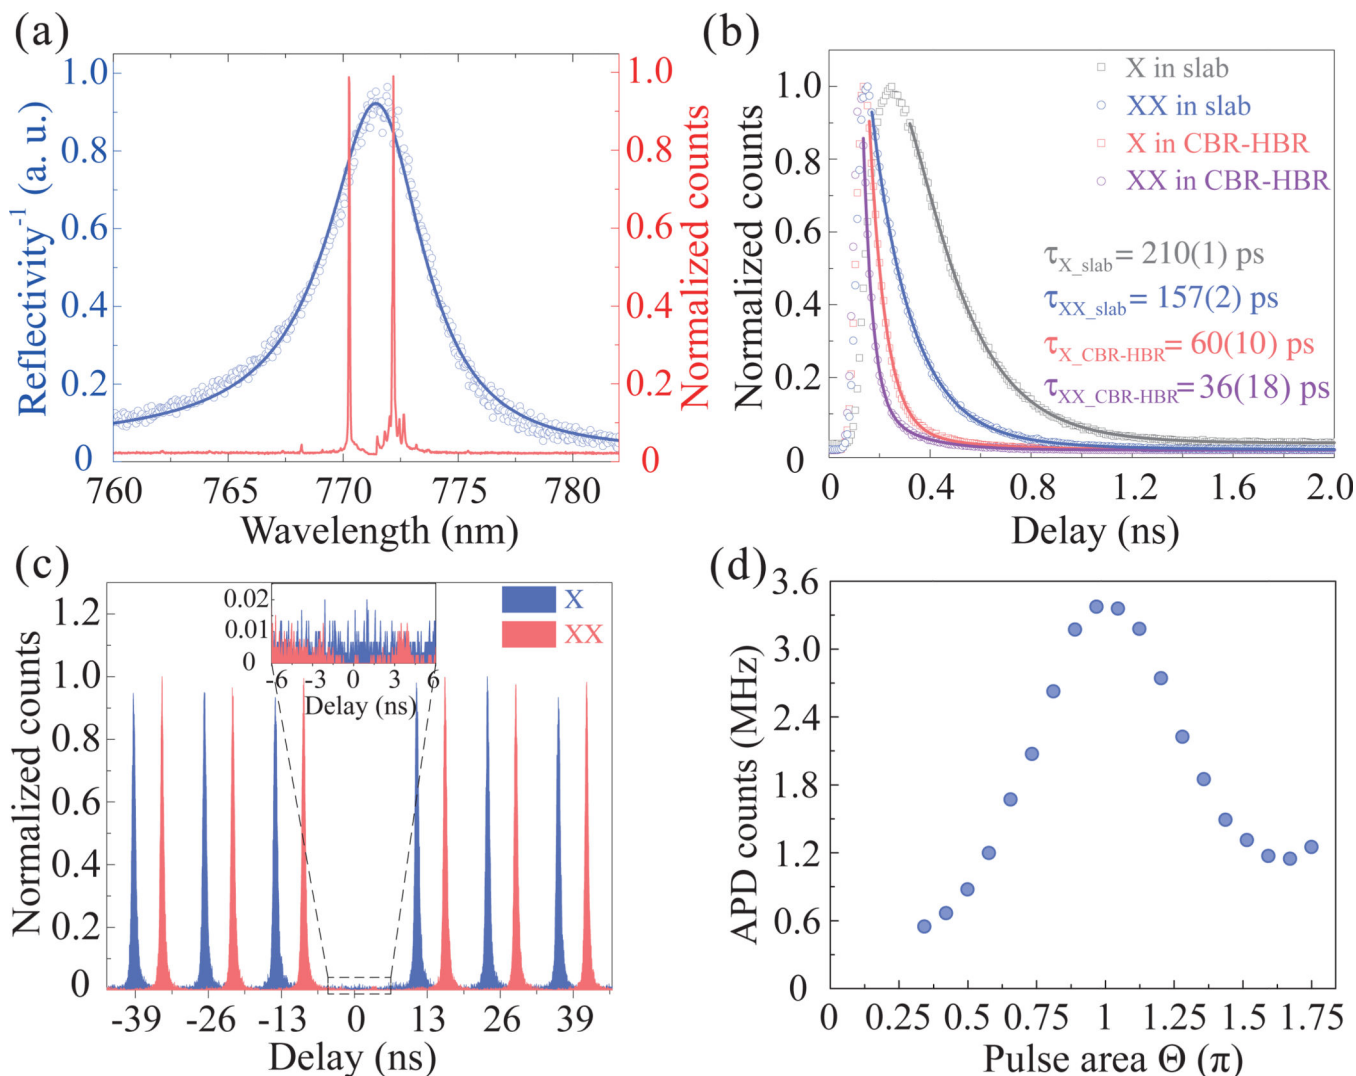 (a)
Reflectivity⁻¹ (a. u.)
1.0
0.8
0.6
0.4
0.2
0
760
765
770
775
780
Wavelength (nm)
1.0
0.8
0.6
0.4
0.2
0
Normalized counts
(b)
Normalized counts
1.0
0.8
0.6
0.4
0.2
0
X in slab
XX in slab
X in CBR-HBR
XX in CBR-HBR
τX_slab= 210(1) ps
τXX_slab= 157(2) ps
τX_CBR-HBR= 60(10) ps
τXX_CBR-HBR= 36(18) ps
0
0.4
0.8
1.2
1.6
2.0
Delay (ns)
(c)
Normalized counts
1.2
1.0
0.8
0.6
0.4
0.2
0
0.02
0.01
0
-6
-3
0
3
6
Delay (ns)
X
XX
-39
-26
-13
0
13
26
39
Delay (ns)
(d)
APD counts (MHz)
3.6
3.0
2.4
1.8
1.2
0.6
0
0
0.25
0.5
0.75
1
1.25
1.5
1.75
Pulse area Θ (π)